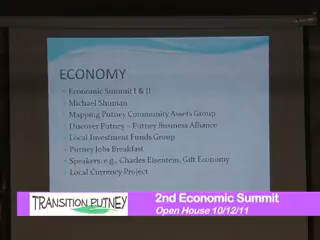 ECONOMY
Economic Summit I & II
Michael Shuman
Mapping Putney Community Assets Group
Discover Putney – Putney Business Alliance
Local Investment Funds Group
Putney Jobs Breakfast
Speakers: e.g., Charles Eisenstein, Gift Economy
Local Currency Project
TRANSITION PUTNEY
2nd Economic Summit
Open House 10/12/11